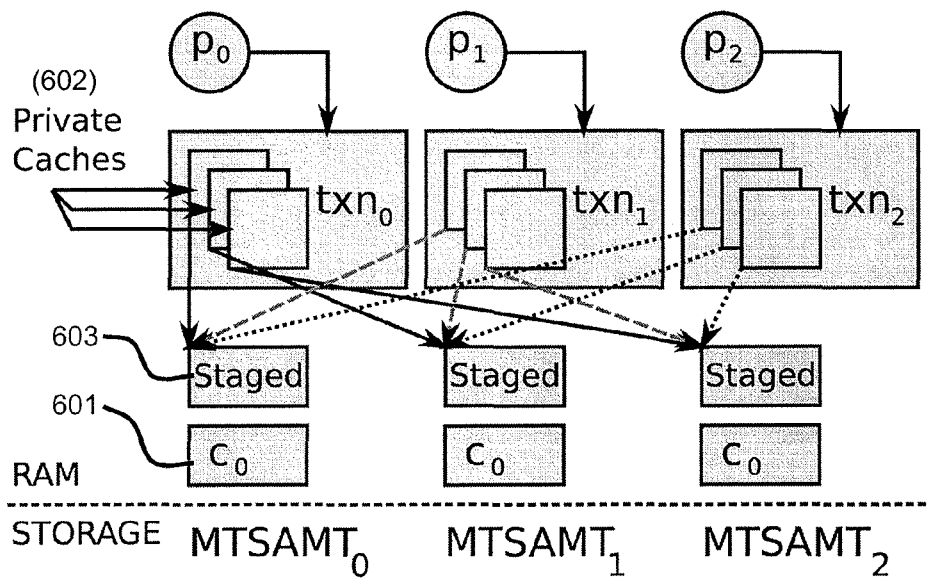 p0 p1 p2
(602)
Private
Caches
txn0 txn1 txn2
603
Staged Staged Staged
601
c0 c0 c0
RAM
STORAGE MTSAMT0 MTSAMT1 MTSAMT2